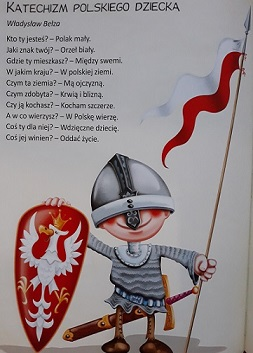 KATECHIZM POLSKIEGO DZIECKA
Władysław Bełza
Kto ty jesteś? – Polak mały.
Jaki znak twój? – Orzeł biały.
Gdzie ty mieszkasz? – Między swemi.
W jakim kraju? – W polskiej ziemi.
Czym ta ziemia? – Mą ojczyzną.
Czym zdobyta? – Krwią i blizną.
Czy ją kochasz? – Kocham szczerze.
A w co wierzysz? – W Polskę wierzę.
Coś ty dla niej? – Wdzięczne dziecię.
Coś jej winien? – Oddać życie.